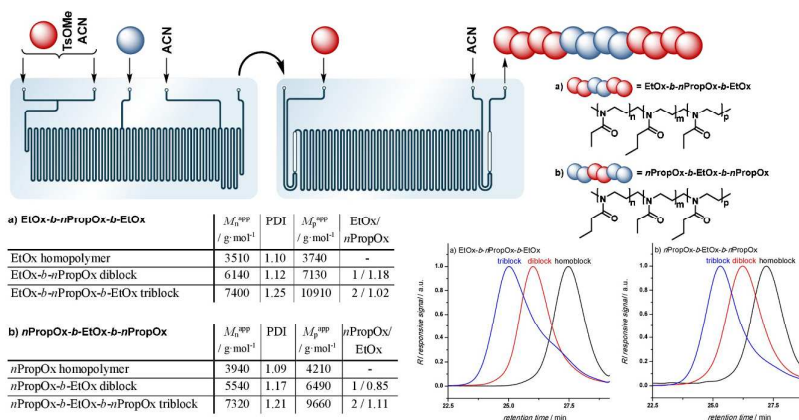 TsOMe
ACN
ACN
ACN
a) = EtOx-b-nPropOx-b-EtOx
N N N
n m p
O O O
b) = nPropOx-b-EtOx-b-nPropOx
N N N
n m p
O O O
a) EtOx-b-nPropOx-b-EtOx Mₙᵃᵖᵖ / g·mol⁻¹ PDI Mₚᵃᵖᵖ / g·mol⁻¹ EtOx/ nPropOx
EtOx homopolymer 3510 1.10 3740 -
EtOx-b-nPropOx diblock 6140 1.12 7130 1 / 1.18
EtOx-b-nPropOx-b-EtOx triblock 7400 1.25 10910 2 / 1.02
b) nPropOx-b-EtOx-b-nPropOx Mₙᵃᵖᵖ / g·mol⁻¹ PDI Mₚᵃᵖᵖ / g·mol⁻¹ nPropOx/ EtOx
nPropOx homopolymer 3940 1.09 4210 -
nPropOx-b-EtOx diblock 5540 1.17 6490 1 / 0.85
nPropOx-b-EtOx-b-nPropOx triblock 7320 1.21 9660 2 / 1.11
a) EtOx-b-nPropOx-b-EtOx
triblock diblock homoblock
RI responsive signal / a.u.
1.0
0.8
0.6
0.4
0.2
0.0
22.5 25.0 27.5
retention time / min
b) nPropOx-b-EtOx-b-nPropOx
triblock diblock homoblock
RI responsive signal / a.u.
1.0
0.8
0.6
0.4
0.2
0.0
22.5 25.0 27.5
retention time / min